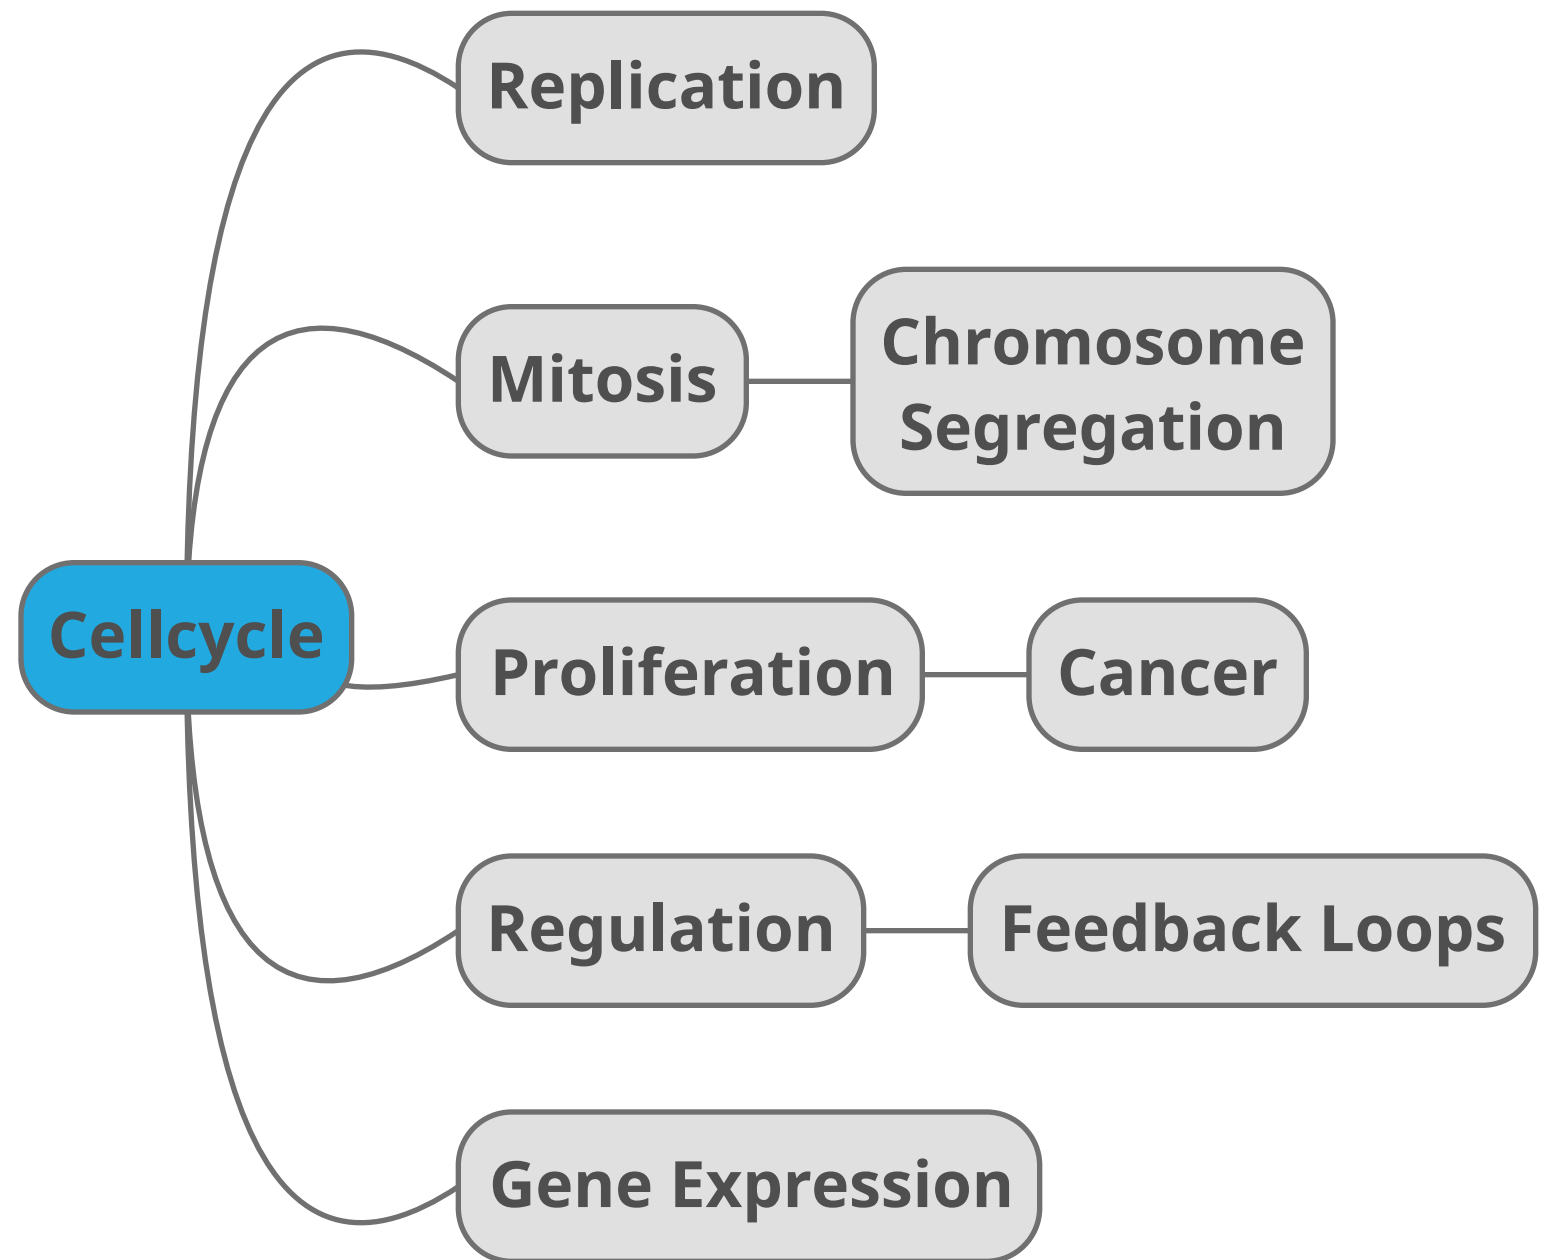 Replication
Mitosis
Chromosome
Segregation
Cellcycle
Proliferation
Cancer
Regulation
Feedback Loops
Gene Expression